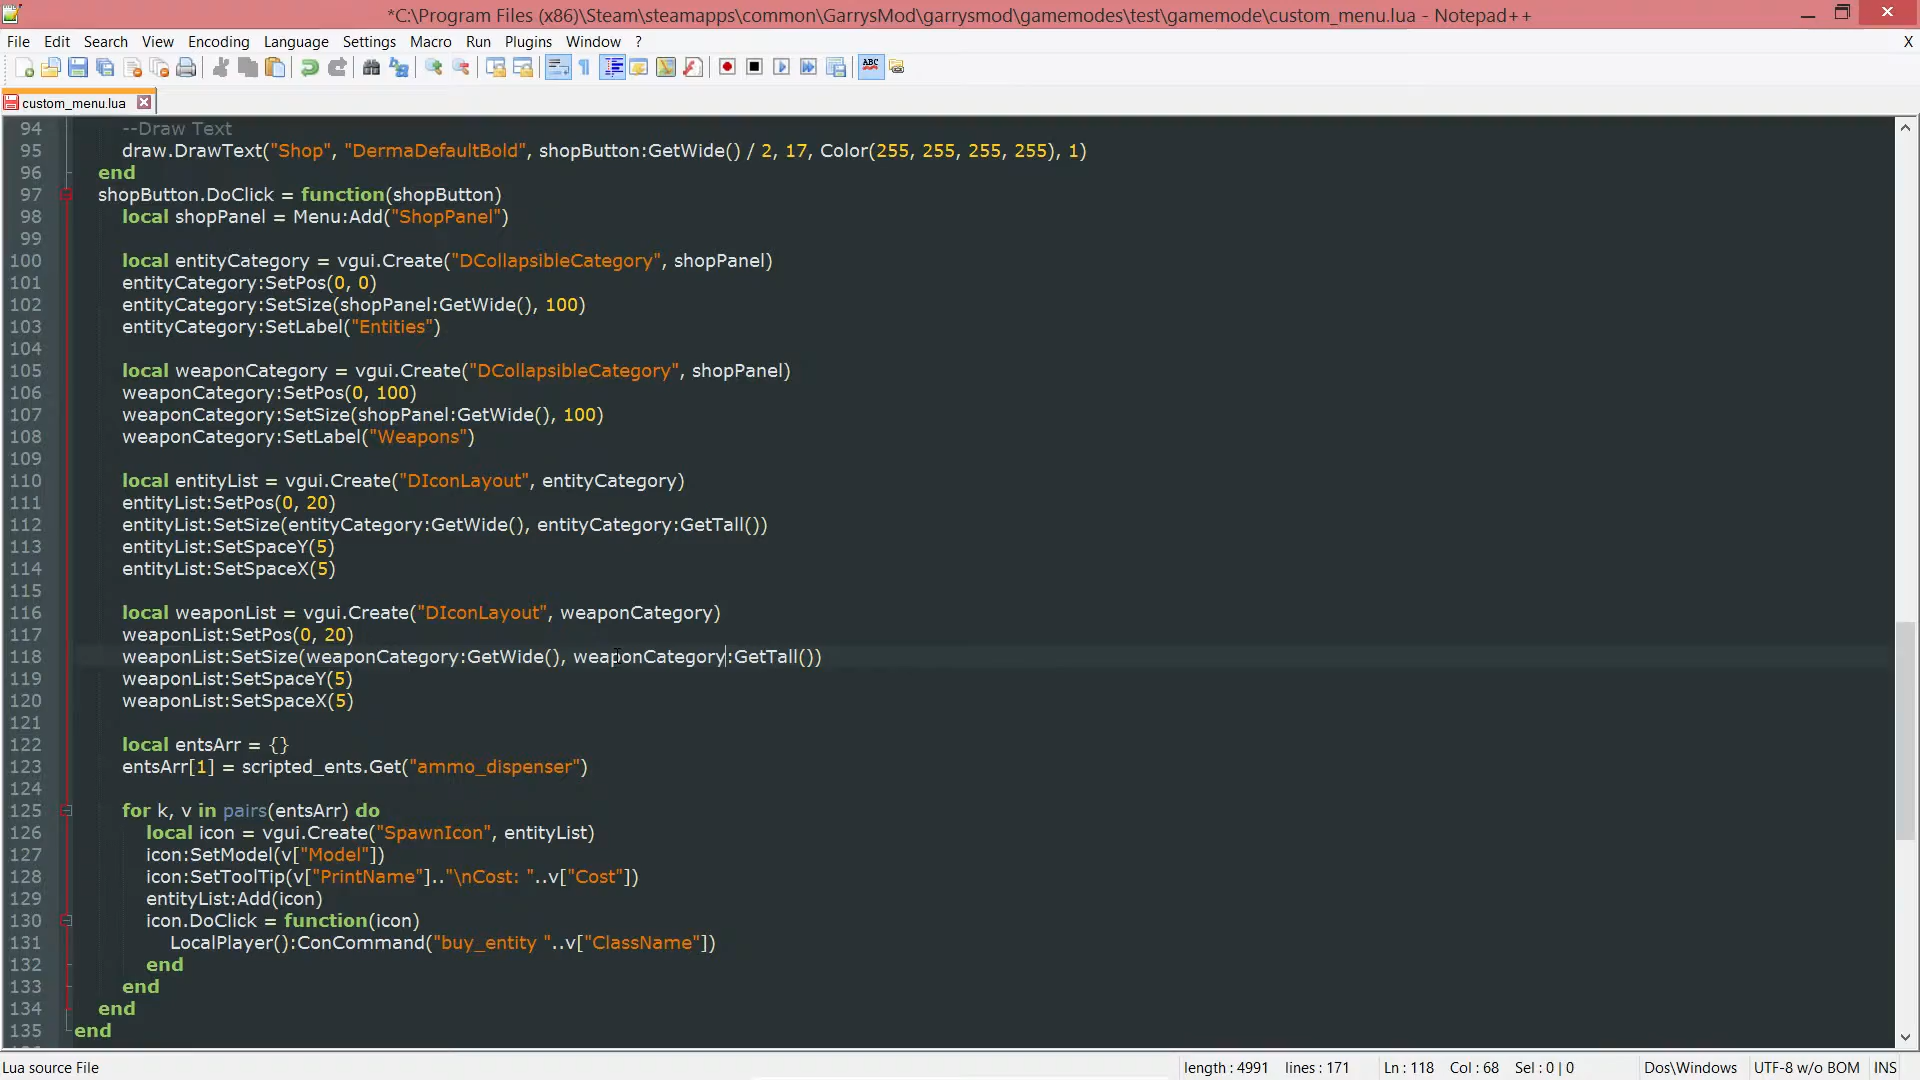 *C:\Program Files (x86)\Steam\steamapps\common\GarrysMod\garrysmod\gamemodes\test\gamemode\custom_menu.lua - Notepad++
File Edit Search View Encoding Language Settings Macro Run Plugins Window ? X
custom_menu.lua
94 --Draw Text
95 draw.DrawText("Shop", "DermaDefaultBold", shopButton:GetWide() / 2, 17, Color(255, 255, 255, 255), 1)
96 end
97 shopButton.DoClick = function(shopButton)
98 local shopPanel = Menu:Add("ShopPanel")
99
100 local entityCategory = vgui.Create("DCollapsibleCategory", shopPanel)
101 entityCategory:SetPos(0, 0)
102 entityCategory:SetSize(shopPanel:GetWide(), 100)
103 entityCategory:SetLabel("Entities")
104
105 local weaponCategory = vgui.Create("DCollapsibleCategory", shopPanel)
106 weaponCategory:SetPos(0, 100)
107 weaponCategory:SetSize(shopPanel:GetWide(), 100)
108 weaponCategory:SetLabel("Weapons")
109
110 local entityList = vgui.Create("DIconLayout", entityCategory)
111 entityList:SetPos(0, 20)
112 entityList:SetSize(entityCategory:GetWide(), entityCategory:GetTall())
113 entityList:SetSpaceY(5)
114 entityList:SetSpaceX(5)
115
116 local weaponList = vgui.Create("DIconLayout", weaponCategory)
117 weaponList:SetPos(0, 20)
118 weaponList:SetSize(weaponCategory:GetWide(), weaponCategory:GetTall())
119 weaponList:SetSpaceY(5)
120 weaponList:SetSpaceX(5)
121
122 local entsArr = {}
123 entsArr[1] = scripted_ents.Get("ammo_dispenser")
124
125 for k, v in pairs(entsArr) do
126 local icon = vgui.Create("SpawnIcon", entityList)
127 icon:SetModel(v["Model"])
128 icon:SetToolTip(v["PrintName"].."\nCost: "..v["Cost"])
129 entityList:Add(icon)
130 icon.DoClick = function(icon)
131 LocalPlayer():ConCommand("buy_entity "..v["ClassName"])
132 end
133 end
134 end
135 end
Lua source File length : 4991 lines : 171 Ln : 118 Col : 68 Sel : 0 | 0 Dos\Windows UTF-8 w/o BOM INS